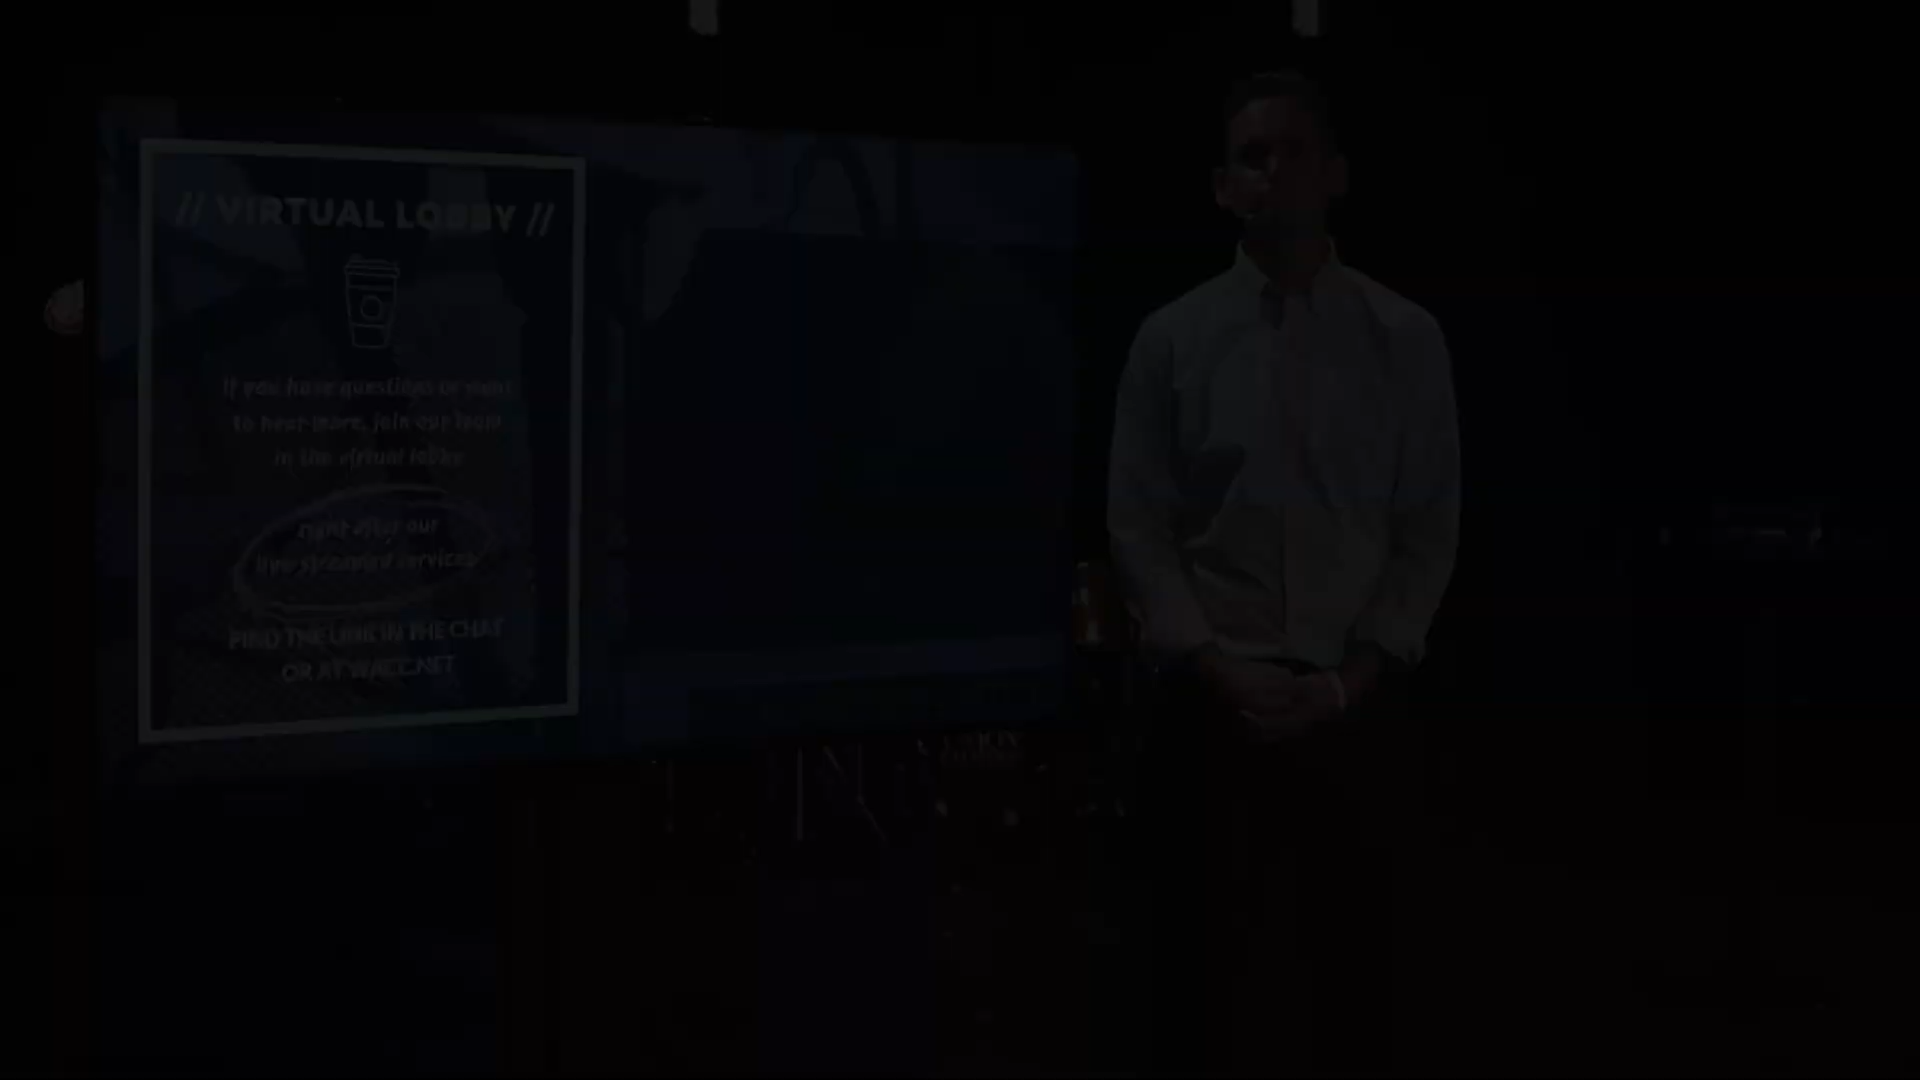 // VIRTUAL LOBBY //
If you have questions or want
to hear more, join our team
in the virtual lobby
right after our
live streamed services
FIND THE LINK IN THE CHAT
OR AT WACC.NET